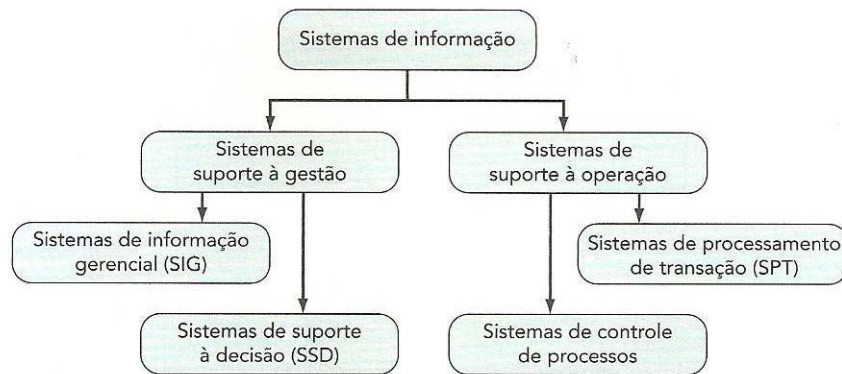 Sistemas de informação
Sistemas de
suporte à gestão
Sistemas de
suporte à operação
Sistemas de informação
gerencial (SIG)
Sistemas de processamento
de transação (SPT)
Sistemas de suporte
à decisão (SSD)
Sistemas de controle
de processos